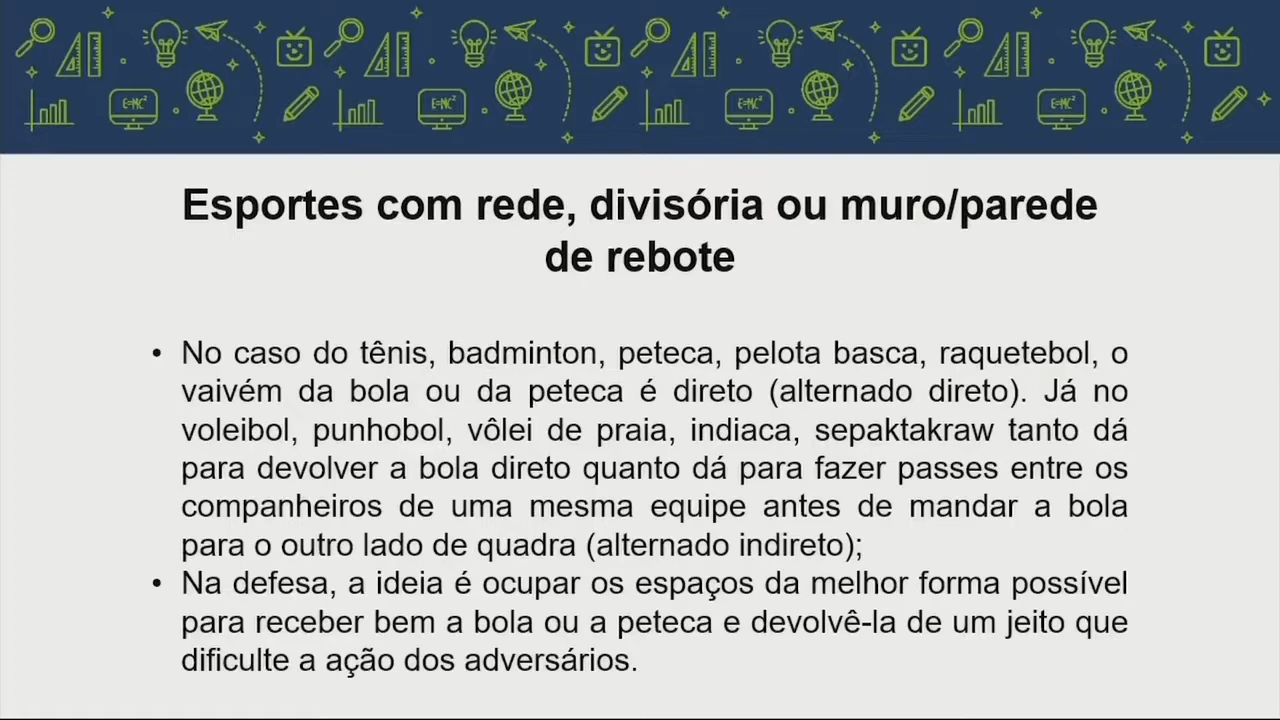 E=MC² E=MC² E=MC² E=MC²
Esportes com rede, divisória ou muro/parede
de rebote
• No caso do tênis, badminton, peteca, pelota basca, raquetebol, o
vaivém da bola ou da peteca é direto (alternado direto). Já no
voleibol, punhobol, vôlei de praia, indiaca, sepaktakraw tanto dá
para devolver a bola direto quanto dá para fazer passes entre os
companheiros de uma mesma equipe antes de mandar a bola
para o outro lado de quadra (alternado indireto);
• Na defesa, a ideia é ocupar os espaços da melhor forma possível
para receber bem a bola ou a peteca e devolvê-la de um jeito que
dificulte a ação dos adversários.